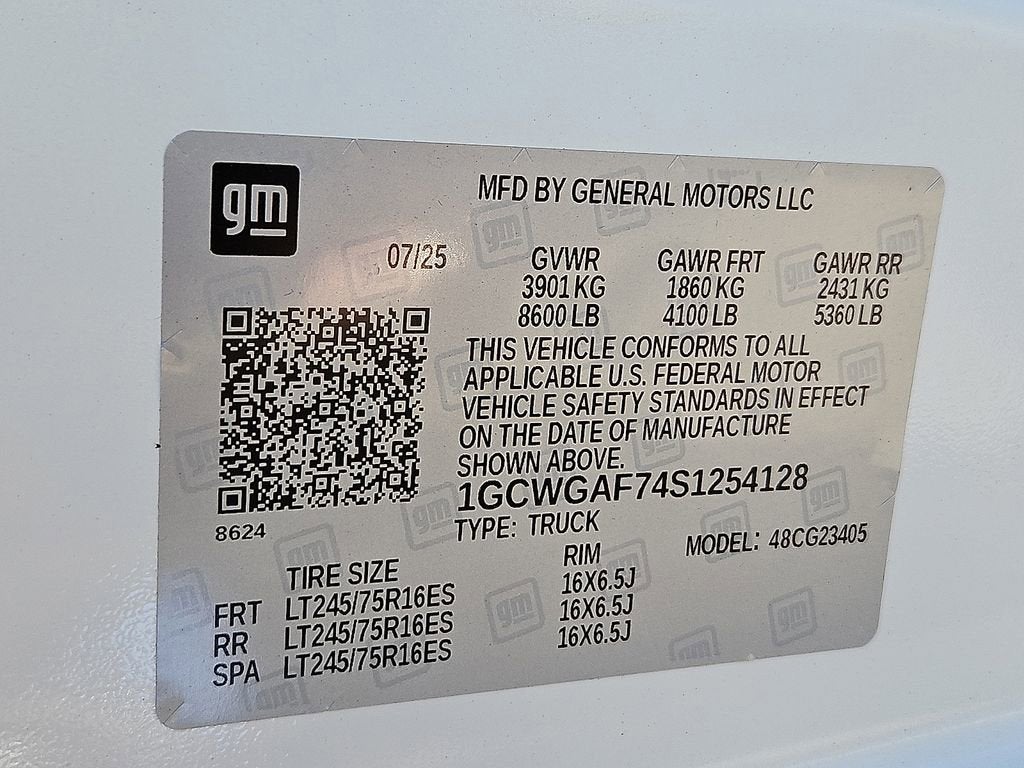 gm
MFD BY GENERAL MOTORS LLC
07/25 GVWR GAWR FRT GAWR RR
3901 KG 1860 KG 2431 KG
8600 LB 4100 LB 5360 LB
THIS VEHICLE CONFORMS TO ALL
APPLICABLE U.S. FEDERAL MOTOR
VEHICLE SAFETY STANDARDS IN EFFECT
ON THE DATE OF MANUFACTURE
SHOWN ABOVE.
1GCWGAF74S1254128
8624
TYPE: TRUCK MODEL: 48CG23405
TIRE SIZE RIM
FRT LT245/75R16ES 16X6.5J
RR LT245/75R16ES 16X6.5J
SPA LT245/75R16ES 16X6.5J